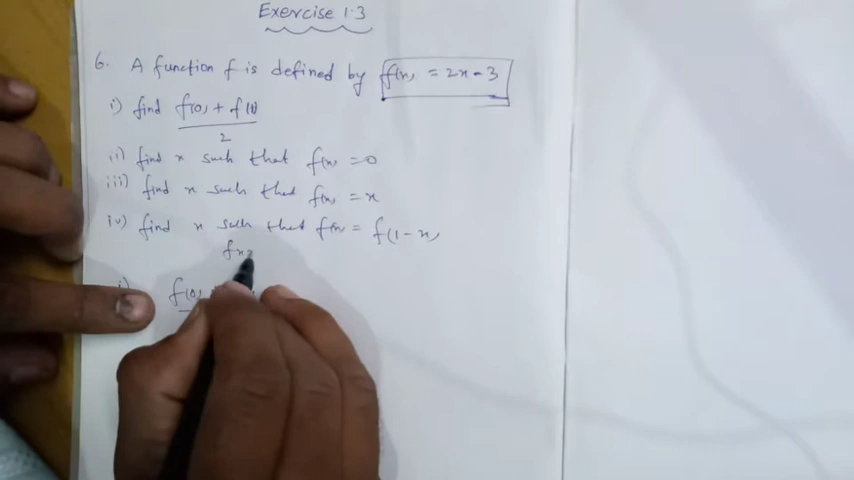 Exercise 1.3
6. A function f is defined by f(x) = 2x - 3
i) find f(0) + f(1)
2
ii) find x such that f(x) = 0
iii) find x such that f(x) = x
iv) find x such that f(x) = f(1 - x)
f(x)
i) f(0)